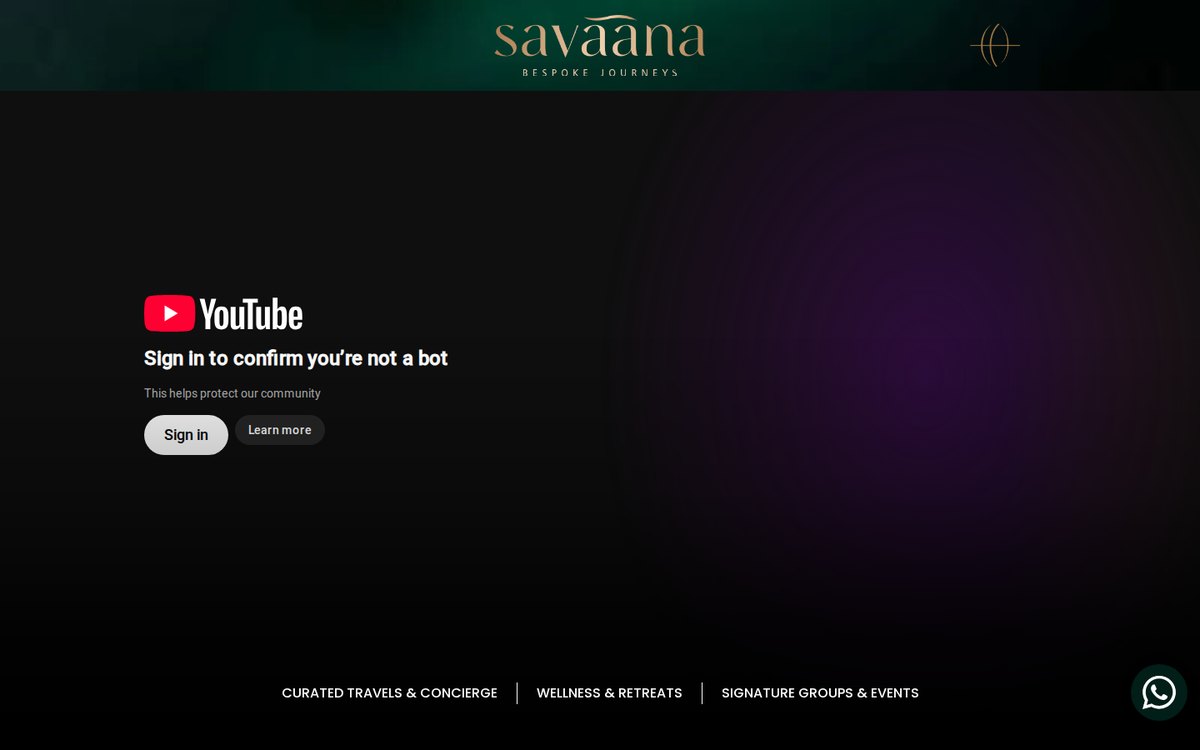 savaana
BESPOKE JOURNEYS
YouTube
Sign in to confirm you're not a bot
This helps protect our community
Sign in
Learn more
CURATED TRAVELS & CONCIERGE
WELLNESS & RETREATS
SIGNATURE GROUPS & EVENTS